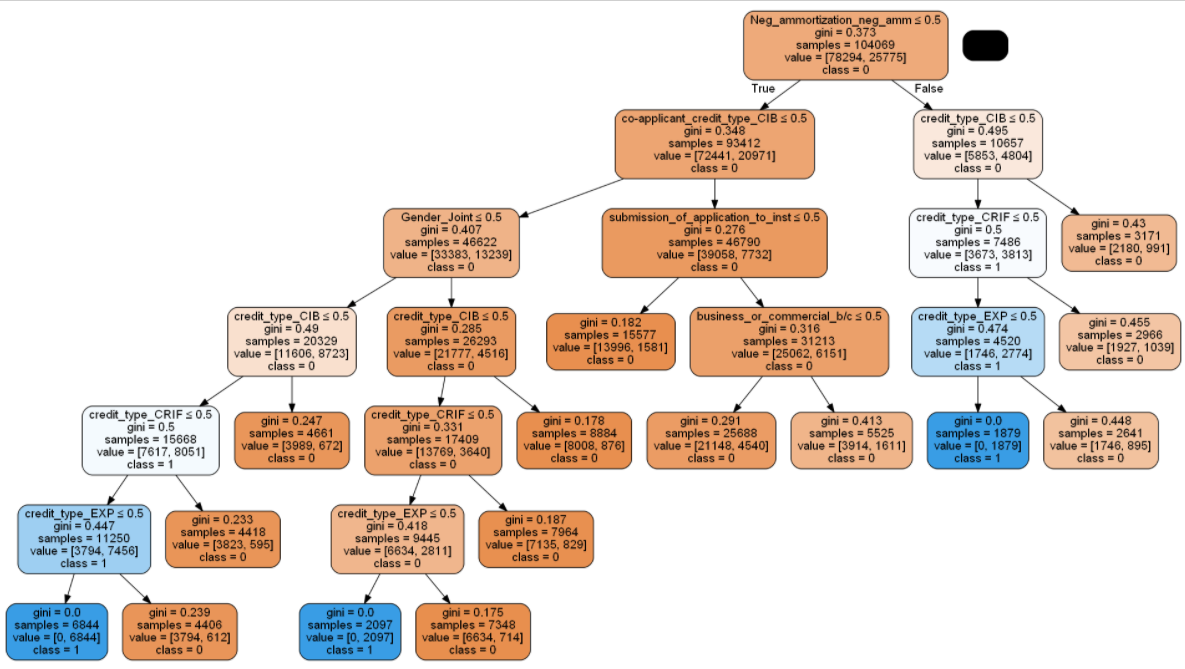 Neg_ammortization_neg_amm ≤ 0.5
gini = 0.373
samples = 104069
value = [78294, 25775]
class = 0
True
False
co-applicant_credit_type_CIB ≤ 0.5
gini = 0.348
samples = 93412
value = [72441, 20971]
class = 0
credit_type_CIB ≤ 0.5
gini = 0.495
samples = 10657
value = [5853, 4804]
class = 0
Gender_Joint ≤ 0.5
gini = 0.407
samples = 46622
value = [33383, 13239]
class = 0
submission_of_application_to_inst ≤ 0.5
gini = 0.276
samples = 46790
value = [39058, 7732]
class = 0
credit_type_CRIF ≤ 0.5
gini = 0.5
samples = 7486
value = [3673, 3813]
class = 1
gini = 0.43
samples = 3171
value = [2180, 991]
class = 0
credit_type_CIB ≤ 0.5
gini = 0.49
samples = 20329
value = [11606, 8723]
class = 0
credit_type_CIB ≤ 0.5
gini = 0.285
samples = 26293
value = [21777, 4516]
class = 0
gini = 0.182
samples = 15577
value = [13996, 1581]
class = 0
business_or_commercial_b/c ≤ 0.5
gini = 0.316
samples = 31213
value = [25062, 6151]
class = 0
credit_type_EXP ≤ 0.5
gini = 0.474
samples = 4520
value = [1746, 2774]
class = 1
gini = 0.455
samples = 2966
value = [1927, 1039]
class = 0
credit_type_CRIF ≤ 0.5
gini = 0.5
samples = 15668
value = [7617, 8051]
class = 1
gini = 0.247
samples = 4661
value = [3989, 672]
class = 0
credit_type_CRIF ≤ 0.5
gini = 0.331
samples = 17409
value = [13769, 3640]
class = 0
gini = 0.178
samples = 8884
value = [8008, 876]
class = 0
gini = 0.291
samples = 25688
value = [21148, 4540]
class = 0
gini = 0.413
samples = 5525
value = [3914, 1611]
class = 0
gini = 0.0
samples = 1879
value = [0, 1879]
class = 1
gini = 0.448
samples = 2641
value = [1746, 895]
class = 0
credit_type_EXP ≤ 0.5
gini = 0.447
samples = 11250
value = [3794, 7456]
class = 1
gini = 0.233
samples = 4418
value = [3823, 595]
class = 0
credit_type_EXP ≤ 0.5
gini = 0.418
samples = 9445
value = [6634, 2811]
class = 0
gini = 0.187
samples = 7964
value = [7135, 829]
class = 0
gini = 0.0
samples = 6844
value = [0, 6844]
class = 1
gini = 0.239
samples = 4406
value = [3794, 612]
class = 0
gini = 0.0
samples = 2097
value = [0, 2097]
class = 1
gini = 0.175
samples = 7348
value = [6634, 714]
class = 0